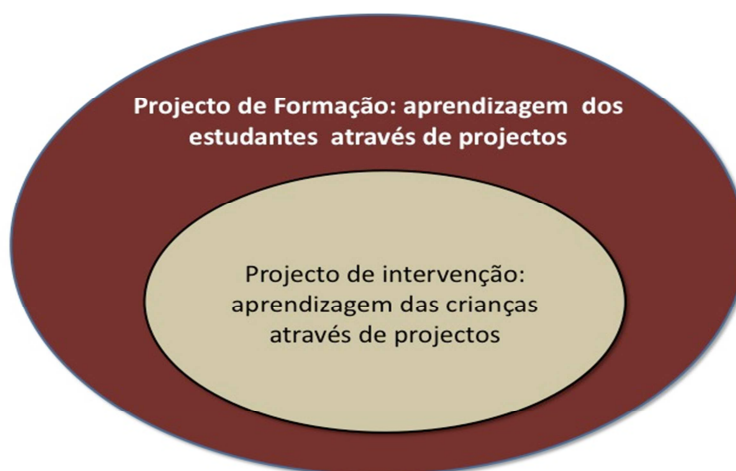 Projecto de Formação: aprendizagem dos
estudantes através de projectos
Projecto de intervenção:
aprendizagem das crianças
através de projectos